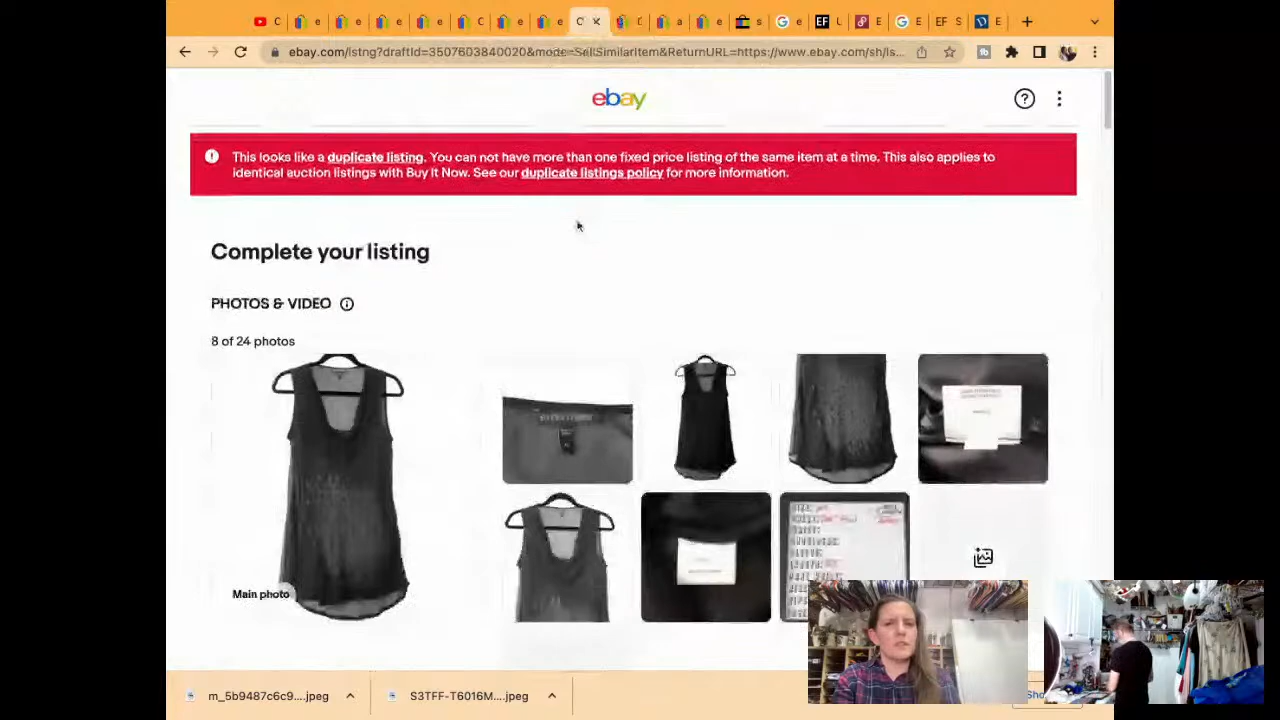 ebay.com/lstng?draftId=3507603840020&mode=SellSimilarItem&ReturnURL=https://www.ebay.com/sh/ls...
ebay
This looks like a duplicate listing. You can not have more than one fixed price listing of the same item at a time. This also applies to
identical auction listings with Buy It Now. See our duplicate listings policy for more information.
Complete your listing
PHOTOS & VIDEO
8 of 24 photos
Main photo
m_5b9487c6c9....jpeg
S3TFF-T6016M....jpeg